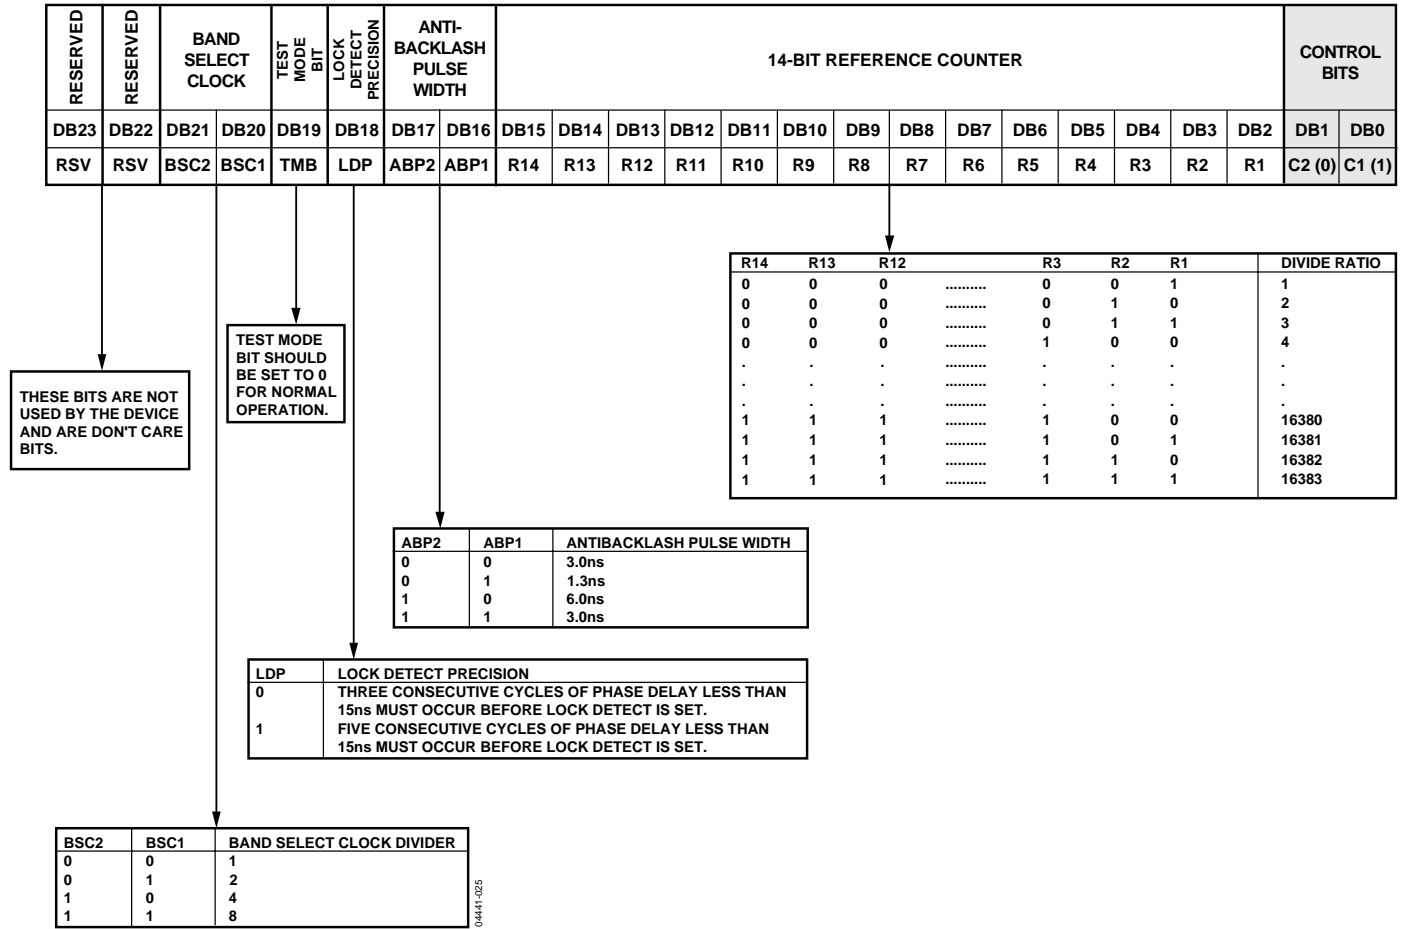 RESERVED
RESERVED
BAND
SELECT
CLOCK
TEST
MODE
BIT
LOCK
DETECT
PRECISION
ANTI-
BACKLASH
PULSE
WIDTH
14-BIT REFERENCE COUNTER
CONTROL
BITS
DB23 DB22 DB21 DB20 DB19 DB18 DB17 DB16 DB15 DB14 DB13 DB12 DB11 DB10 DB9 DB8 DB7 DB6 DB5 DB4 DB3 DB2 DB1 DB0
RSV RSV BSC2 BSC1 TMB LDP ABP2 ABP1 R14 R13 R12 R11 R10 R9 R8 R7 R6 R5 R4 R3 R2 R1 C2 (0) C1 (1)
R14 R13 R12 R3 R2 R1 DIVIDE RATIO
0 0 0 .......... 0 0 1 1
0 0 0 .......... 0 1 0 2
0 0 0 .......... 0 1 1 3
0 0 0 .......... 1 0 0 4
. . . .......... . . . .
. . . .......... . . . .
. . . .......... . . . .
1 1 1 .......... 1 0 0 16380
1 1 1 .......... 1 0 1 16381
1 1 1 .......... 1 1 0 16382
1 1 1 .......... 1 1 1 16383
TEST MODE
BIT SHOULD
BE SET TO 0
FOR NORMAL
OPERATION.
THESE BITS ARE NOT
USED BY THE DEVICE
AND ARE DON'T CARE
BITS.
ABP2 ABP1 ANTIBACKLASH PULSE WIDTH
0 0 3.0ns
0 1 1.3ns
1 0 6.0ns
1 1 3.0ns
LDP LOCK DETECT PRECISION
0 THREE CONSECUTIVE CYCLES OF PHASE DELAY LESS THAN
15ns MUST OCCUR BEFORE LOCK DETECT IS SET.
1 FIVE CONSECUTIVE CYCLES OF PHASE DELAY LESS THAN
15ns MUST OCCUR BEFORE LOCK DETECT IS SET.
BSC2 BSC1 BAND SELECT CLOCK DIVIDER
0 0 1
0 1 2
1 0 4
1 1 8
04441-025